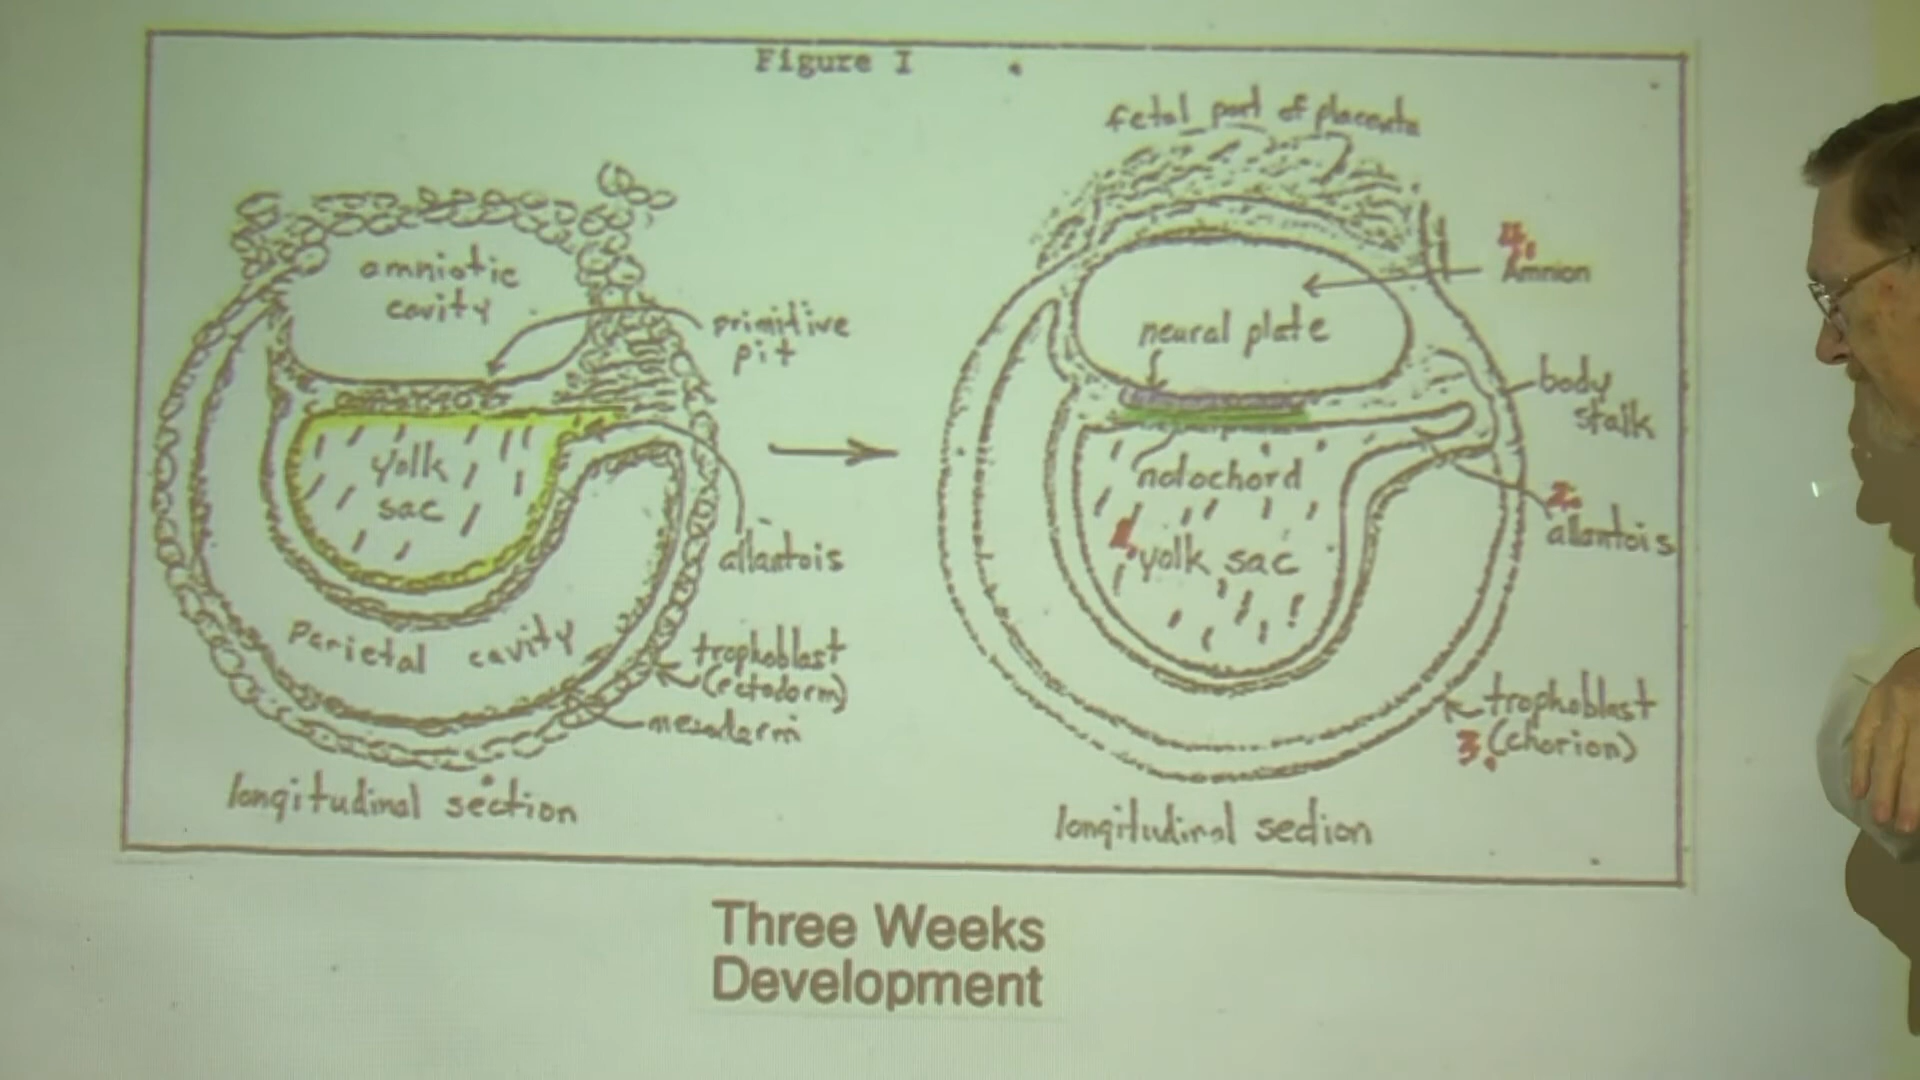 Figure I
amniotic
cavity
primitive
pit
yolk
sac
allantois
parietal cavity
trophoblast
(ectoderm)
mesoderm
longitudinal section
fetal part of placenta
4.
Amnion
neural plate
body
stalk
notochord
2.
allantois
1.
yolk sac
trophoblast
3. (chorion)
longitudinal section
Three Weeks
Development